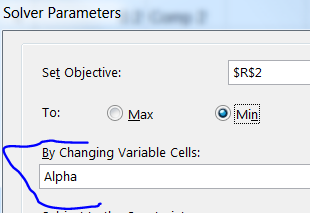 Solver Parameters
Set Objective:
$R$2
To:
Max
Min
By Changing Variable Cells:
Alpha